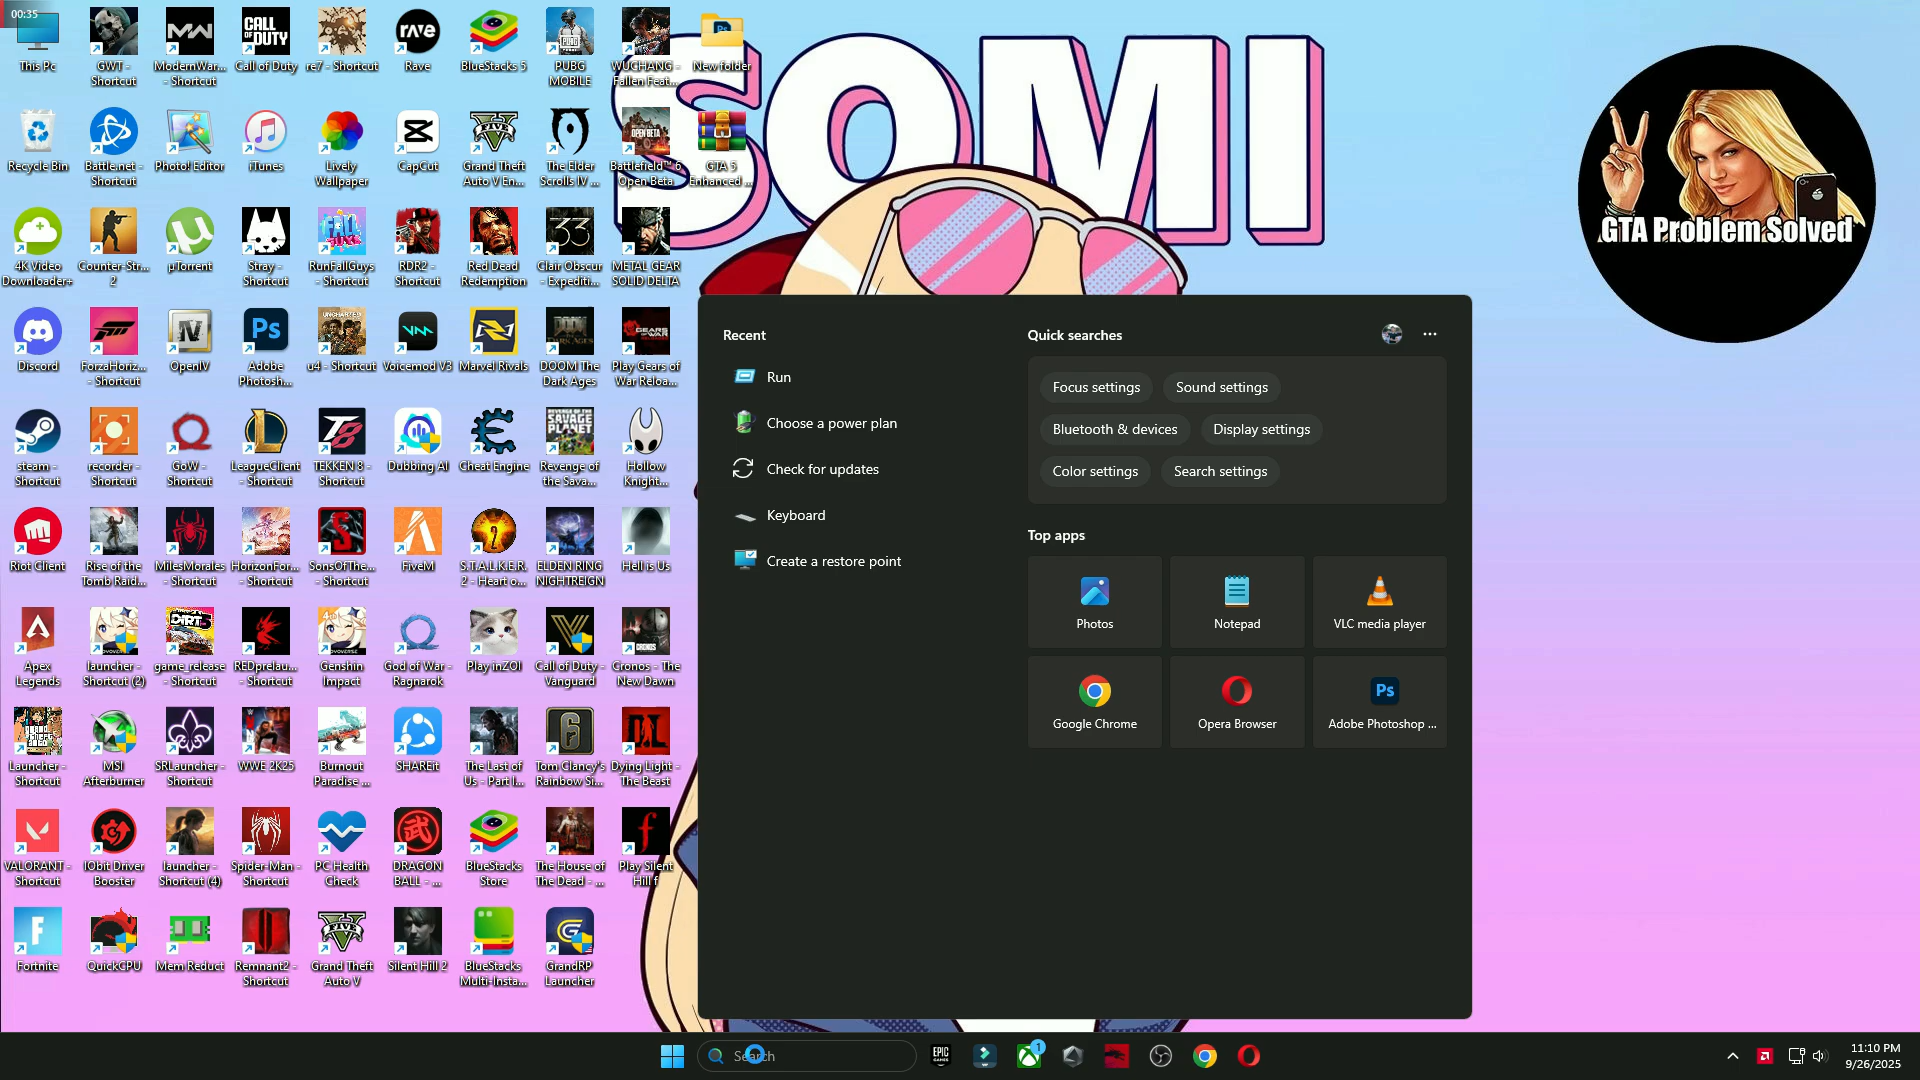 00:35
This Pc
GWT -
Shortcut
ModernWar...
- Shortcut
Call of Duty
re7 - Shortcut
Rave
BlueStacks 5
PUBG
MOBILE
WUCHANG -
Fallen Feat...
New folder
SOMI
Recycle Bin
Battle.net -
Shortcut
Photo! Editor
iTunes
Lively
Wallpaper
CapCut
Grand Theft
Auto V En...
The Elder
Scrolls IV ...
Battlefield™ 6
Open Beta
GTA 5
Enhanced ...
GTA Problem Solved
4K Video
Downloader+
Counter-Str...
2
µTorrent
Stray -
Shortcut
RunFallGuys
- Shortcut
RDR2 -
Shortcut
Red Dead
Redemption
Clair Obscur
- Expediti...
METAL GEAR
SOLID DELTA
Discord
ForzaHoriz...
- Shortcut
OpenIV
Adobe
Photosh...
u4 - Shortcut
Voicemod V3
Marvel Rivals
DOOM The
Dark Ages
Play Gears of
War Reloa...
steam -
Shortcut
recorder -
Shortcut
GoW -
Shortcut
LeagueClient
- Shortcut
TEKKEN 8 -
Shortcut
Dubbing AI
Cheat Engine
Revenge of
the Sava...
Hollow
Knight...
Riot Client
Rise of the
Tomb Raid...
MilesMorales
- Shortcut
HorizonFor...
- Shortcut
SonsOfThe...
- Shortcut
FiveM
S.T.A.L.K.E.R.
2 - Heart o...
ELDEN RING
NIGHTREIGN
Hell is Us
Apex
Legends
launcher -
Shortcut (2)
game_release
- Shortcut
REDprelau...
- Shortcut
Genshin
Impact
God of War -
Ragnarok
Play inZOI
Call of Duty -
Vanguard
Cronos - The
New Dawn
Launcher -
Shortcut
MSI
Afterburner
SRLauncher -
Shortcut
WWE 2K25
Burnout
Paradise ...
SHAREit
The Last of
Us - Part I...
Tom Clancy's
Rainbow Si...
Dying Light -
The Beast
VALORANT -
Shortcut
IObit Driver
Booster
launcher -
Shortcut (4)
Spider-Man -
Shortcut
PC Health
Check
DRAGON
BALL - ...
BlueStacks
Store
The House of
The Dead - ...
Play Silent
Hill f
Fortnite
QuickCPU
Mem Reduct
Remnant2 -
Shortcut
Grand Theft
Auto V
Silent Hill 2
BlueStacks
Multi-Insta...
GrandRP
Launcher
Recent
Run
Choose a power plan
Check for updates
Keyboard
Create a restore point
Quick searches
Focus settings
Sound settings
Bluetooth & devices
Display settings
Color settings
Search settings
Top apps
Photos
Notepad
VLC media player
Google Chrome
Opera Browser
Adobe Photoshop ...
Search
EPIC
GAMES
1
11:10 PM
9/26/2025